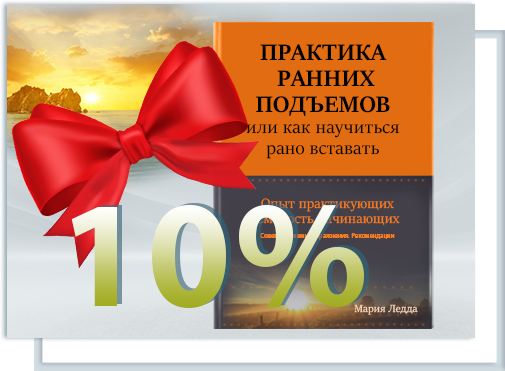 ПРАКТИКА
РАННИХ
ПОДЪЕМОВ
или как научиться
рано вставать
Опыт практикующих
10%
Рекомендации
Мария Ледда